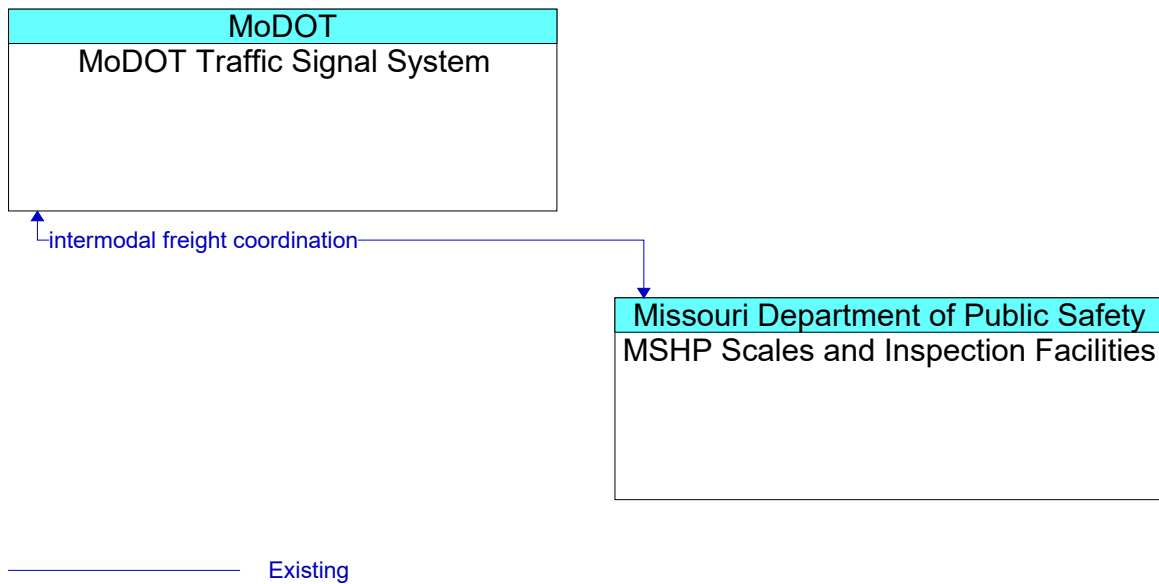 MoDOT
MoDOT Traffic Signal System
intermodal freight coordination
Missouri Department of Public Safety
MSHP Scales and Inspection Facilities
Existing